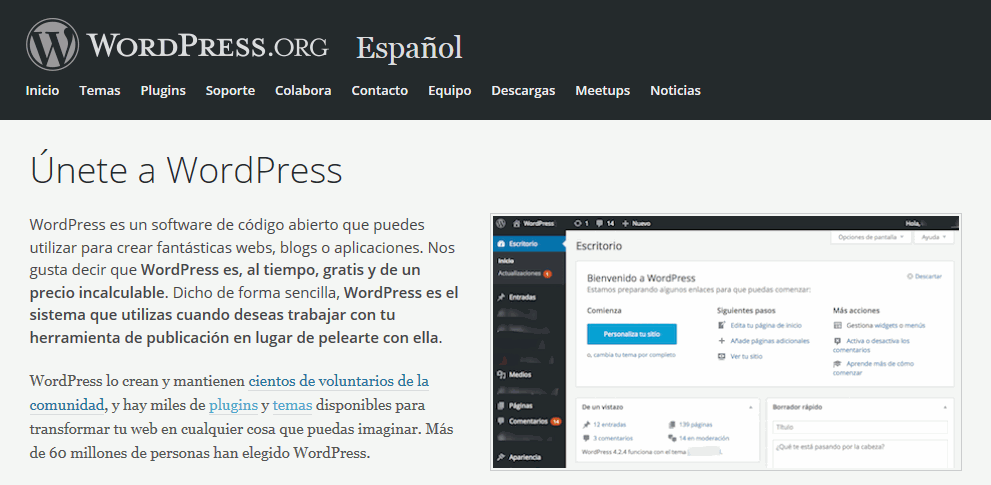 WORDPRESS.ORG Español
Inicio Temas Plugins Soporte Colabora Contacto Equipo Descargas Meetups Noticias
Únete a WordPress
WordPress es un software de código abierto que puedes
utilizar para crear fantásticas webs, blogs o aplicaciones. Nos
gusta decir que WordPress es, al tiempo, gratis y de un
precio incalculable. Dicho de forma sencilla, WordPress es el
sistema que utilizas cuando deseas trabajar con tu
herramienta de publicación en lugar de pelearte con ella.
WordPress lo crean y mantienen cientos de voluntarios de la
comunidad, y hay miles de plugins y temas disponibles para
transformar tu web en cualquier cosa que puedas imaginar. Más
de 60 millones de personas han elegido WordPress.
WordPress 1 14 Nuevo Hola,
Opciones de pantalla Ayuda
Escritorio
Inicio
Actualizaciones 1
Entradas
Medios
Páginas
Comentarios 14
Apariencia
Escritorio
Bienvenido a WordPress
Descartar
Estamos preparando algunos enlaces para que puedas comenzar:
Comienza
Personaliza tu sitio
o, cambia tu tema por completo
Siguientes pasos
Edita tu página de inicio
Añade páginas adicionales
Ver tu sitio
Más acciones
Gestiona widgets o menús
Activa o desactiva los
comentarios
Aprende más de cómo
comenzar
De un vistazo
12 entradas 139 páginas
3 comentarios 14 en moderación
WordPress 4.2.4 funciona con el tema
Borrador rápido
Título
¿Qué te está pasando por la cabeza?